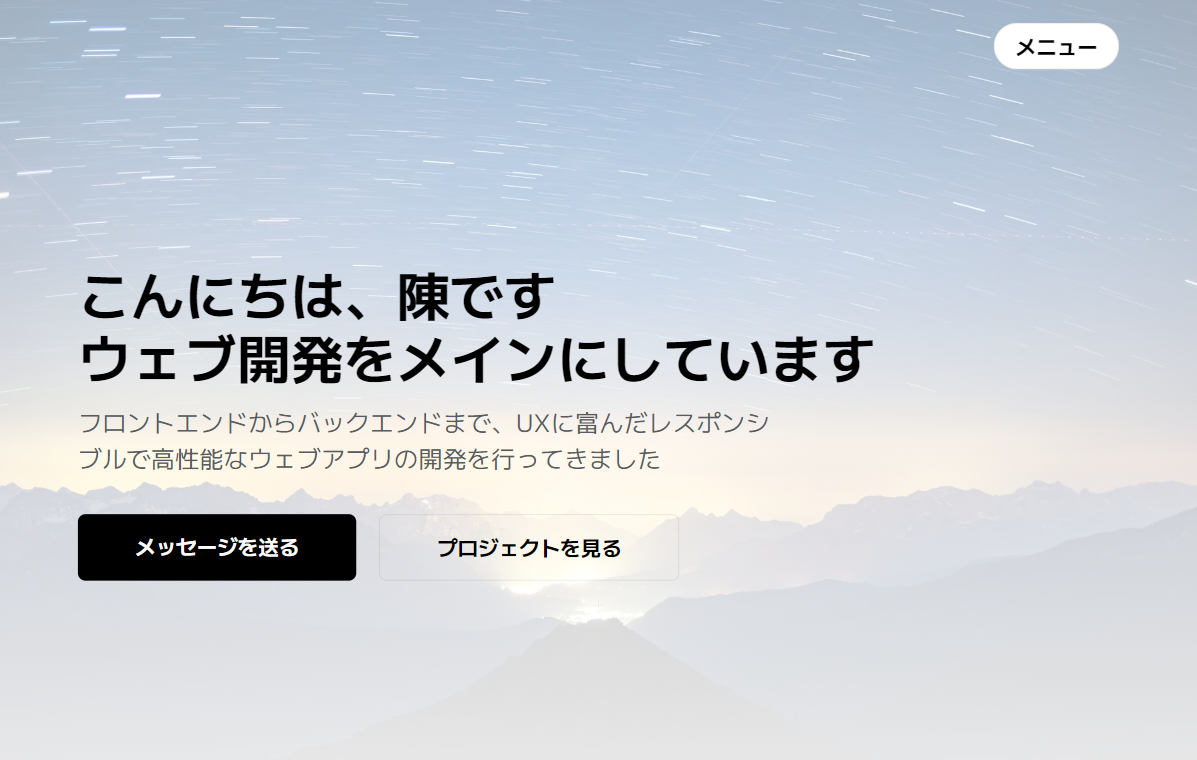 メニュー
こんにちは、陳です
ウェブ開発をメインにしています
フロントエンドからバックエンドまで、UXに富んだレスポンシ
ブルで高性能なウェブアプリの開発を行ってきました
メッセージを送る
プロジェクトを見る